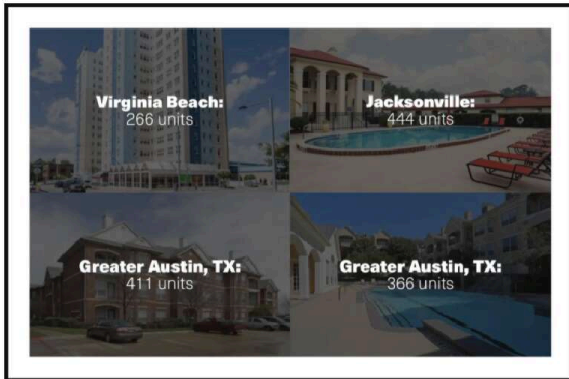 Virginia Beach:
266 units
Jacksonville:
444 units
Greater Austin, TX:
411 units
Greater Austin, TX:
366 units